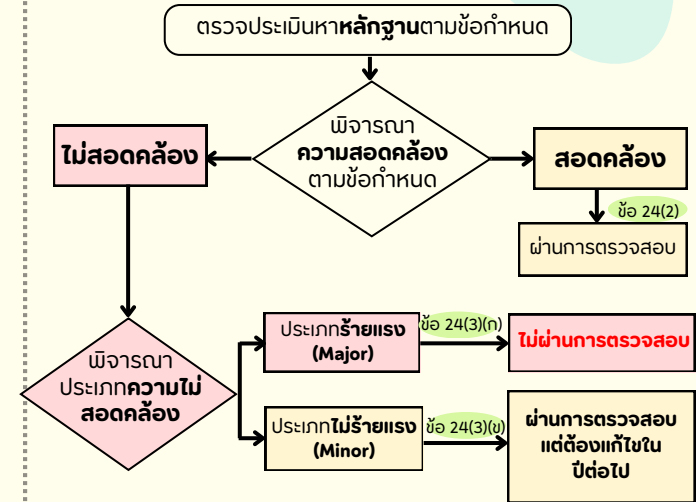 ตรวจประเมินหาหลักฐานตามข้อกำหนด
พิจารณา
ความสอดคล้อง
ตามข้อกำหนด
ไม่สอดคล้อง
สอดคล้อง
ข้อ 24(2)
ผ่านการตรวจสอบ
พิจารณา
ประเภทความไม่
สอดคล้อง
ประเภทร้ายแรง
(Major)
ข้อ 24(3)(ก)
ไม่ผ่านการตรวจสอบ
ประเภทไม่ร้ายแรง
(Minor)
ข้อ 24(3)(ข)
ผ่านการตรวจสอบ
แต่ต้องแก้ไขใน
ปีต่อไป